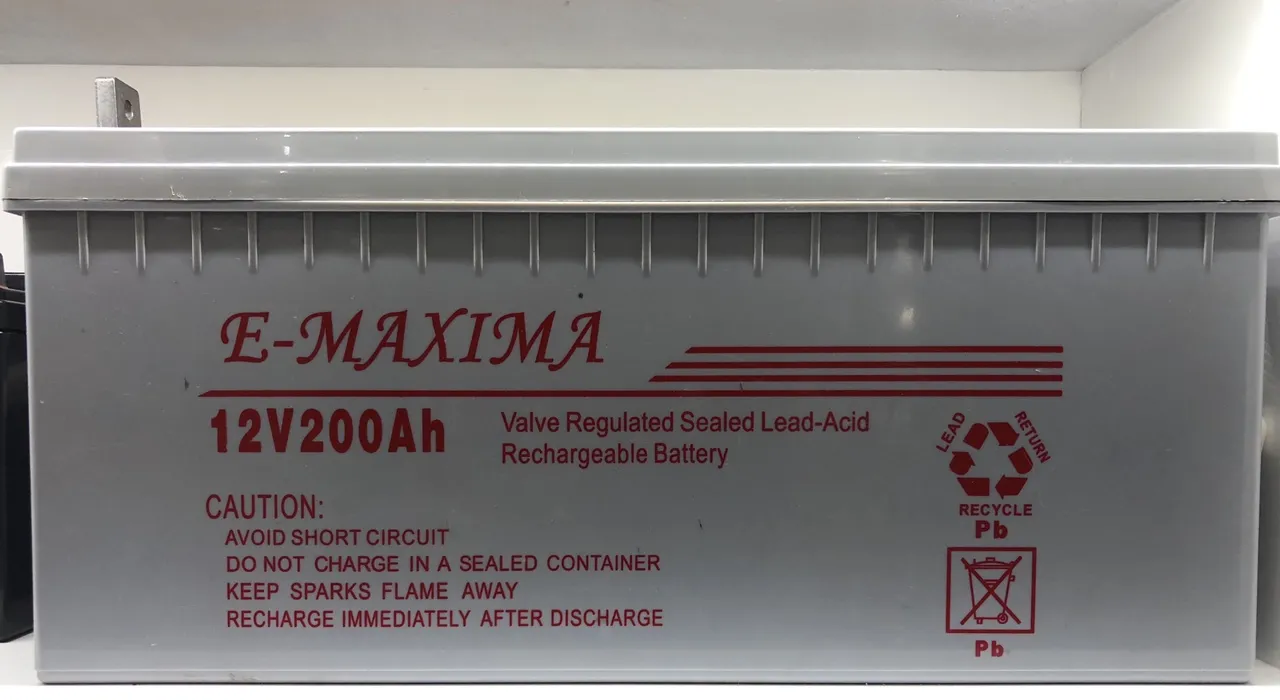 E-MAXIMA
12V200Ah
Valve Regulated Sealed Lead-Acid
Rechargeable Battery
CAUTION:
AVOID SHORT CIRCUIT
DO NOT CHARGE IN A SEALED CONTAINER
KEEP SPARKS FLAME AWAY
RECHARGE IMMEDIATELY AFTER DISCHARGE
LEAD
RETURN
RECYCLE
Pb
Pb